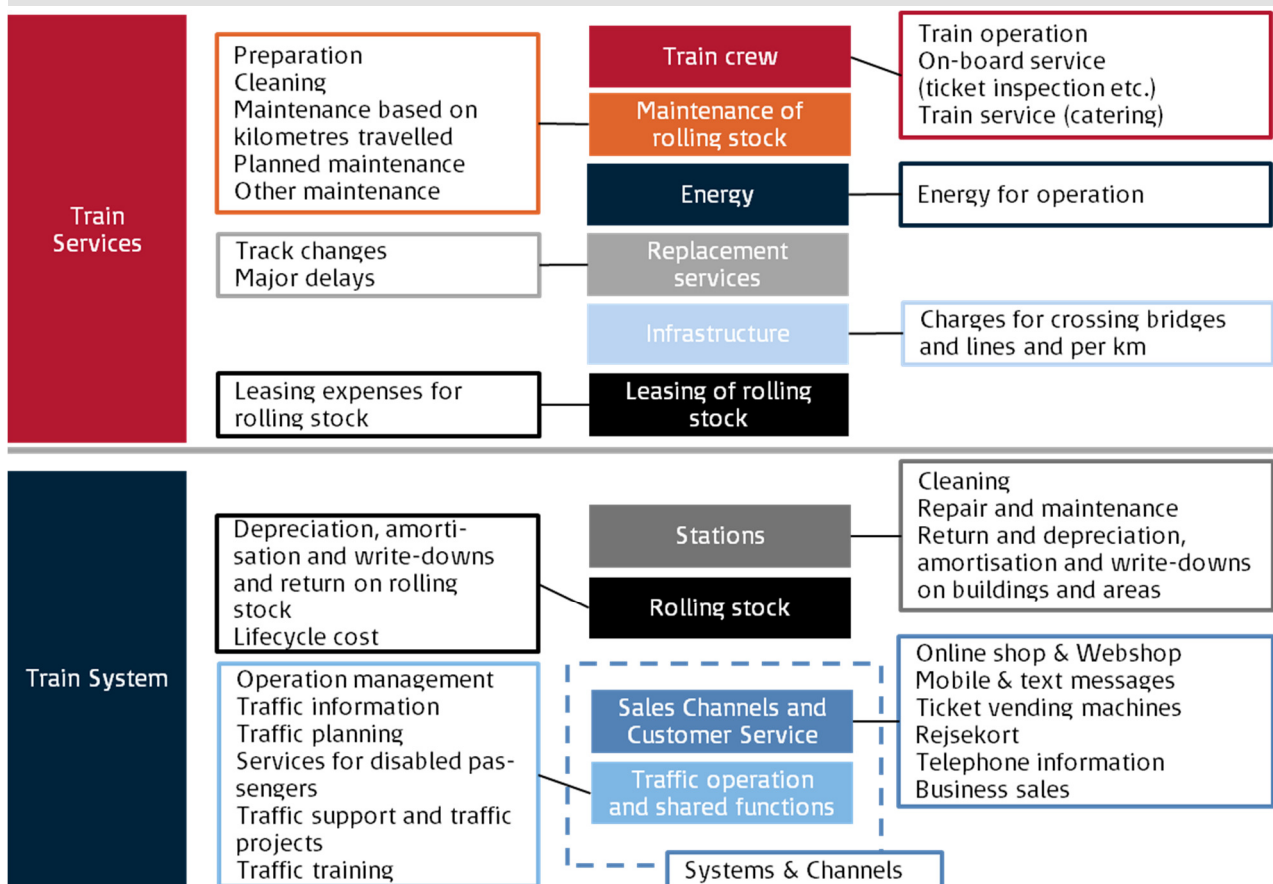 Train
Services
Preparation
Cleaning
Maintenance based on
kilometres travelled
Planned maintenance
Other maintenance
Train crew
Train operation
On-board service
(ticket inspection etc.)
Train service (catering)
Maintenance of
rolling stock
Energy
Energy for operation
Track changes
Major delays
Replacement
services
Infrastructure
Charges for crossing bridges
and lines and per km
Leasing expenses for
rolling stock
Leasing of rolling
stock
Train System
Depreciation, amorti-
sation and write-downs
and return on rolling
stock
Lifecycle cost
Stations
Cleaning
Repair and maintenance
Return and depreciation,
amortisation and write-downs
on buildings and areas
Rolling stock
Operation management
Traffic information
Traffic planning
Services for disabled pas-
sengers
Traffic support and traffic
projects
Traffic training
Sales Channels and
Customer Service
Online shop & Webshop
Mobile & text messages
Ticket vending machines
Rejsekort
Telephone information
Business sales
Traffic operation
and shared functions
Systems & Channels